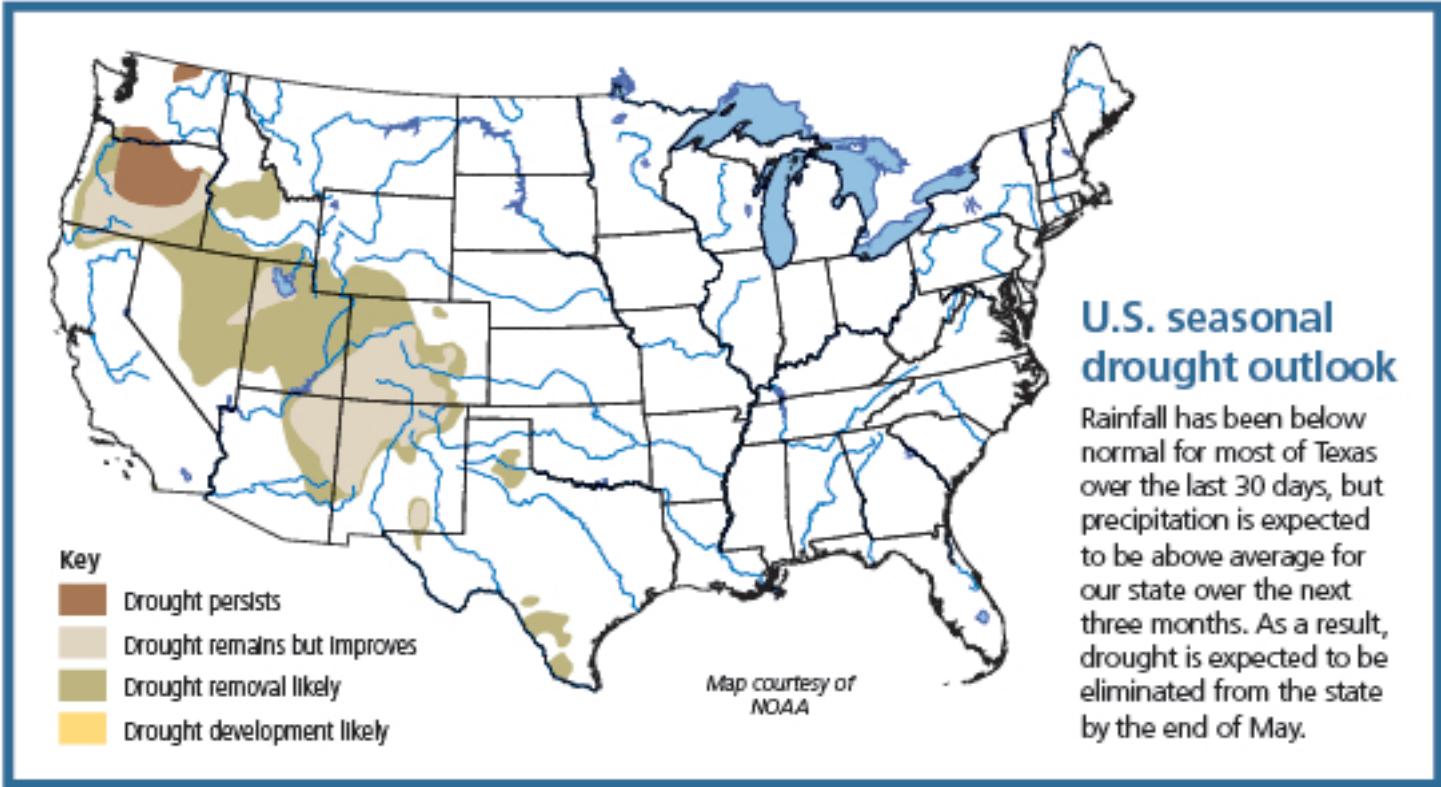 U.S. seasonal
drought outlook
Rainfall has been below
normal for most of Texas
over the last 30 days, but
precipitation is expected
to be above average for
our state over the next
three months. As a result,
drought is expected to be
eliminated from the state
by the end of May.
Key
Drought persists
Drought remains but improves
Drought removal likely
Drought development likely
Map courtesy of
NOAA